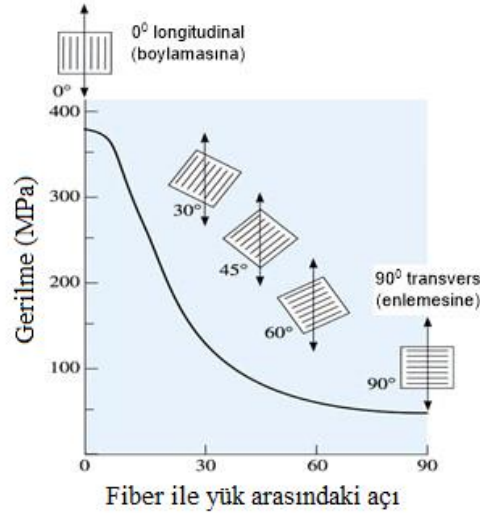 0⁰ longitudinal
(boylamasına)
0°
400
300
200
100
0
Gerilme (MPa)
30°
45°
60°
90⁰ transvers
(enlemesine)
90°
0
30
60
90
Fiber ile yük arasındaki açı